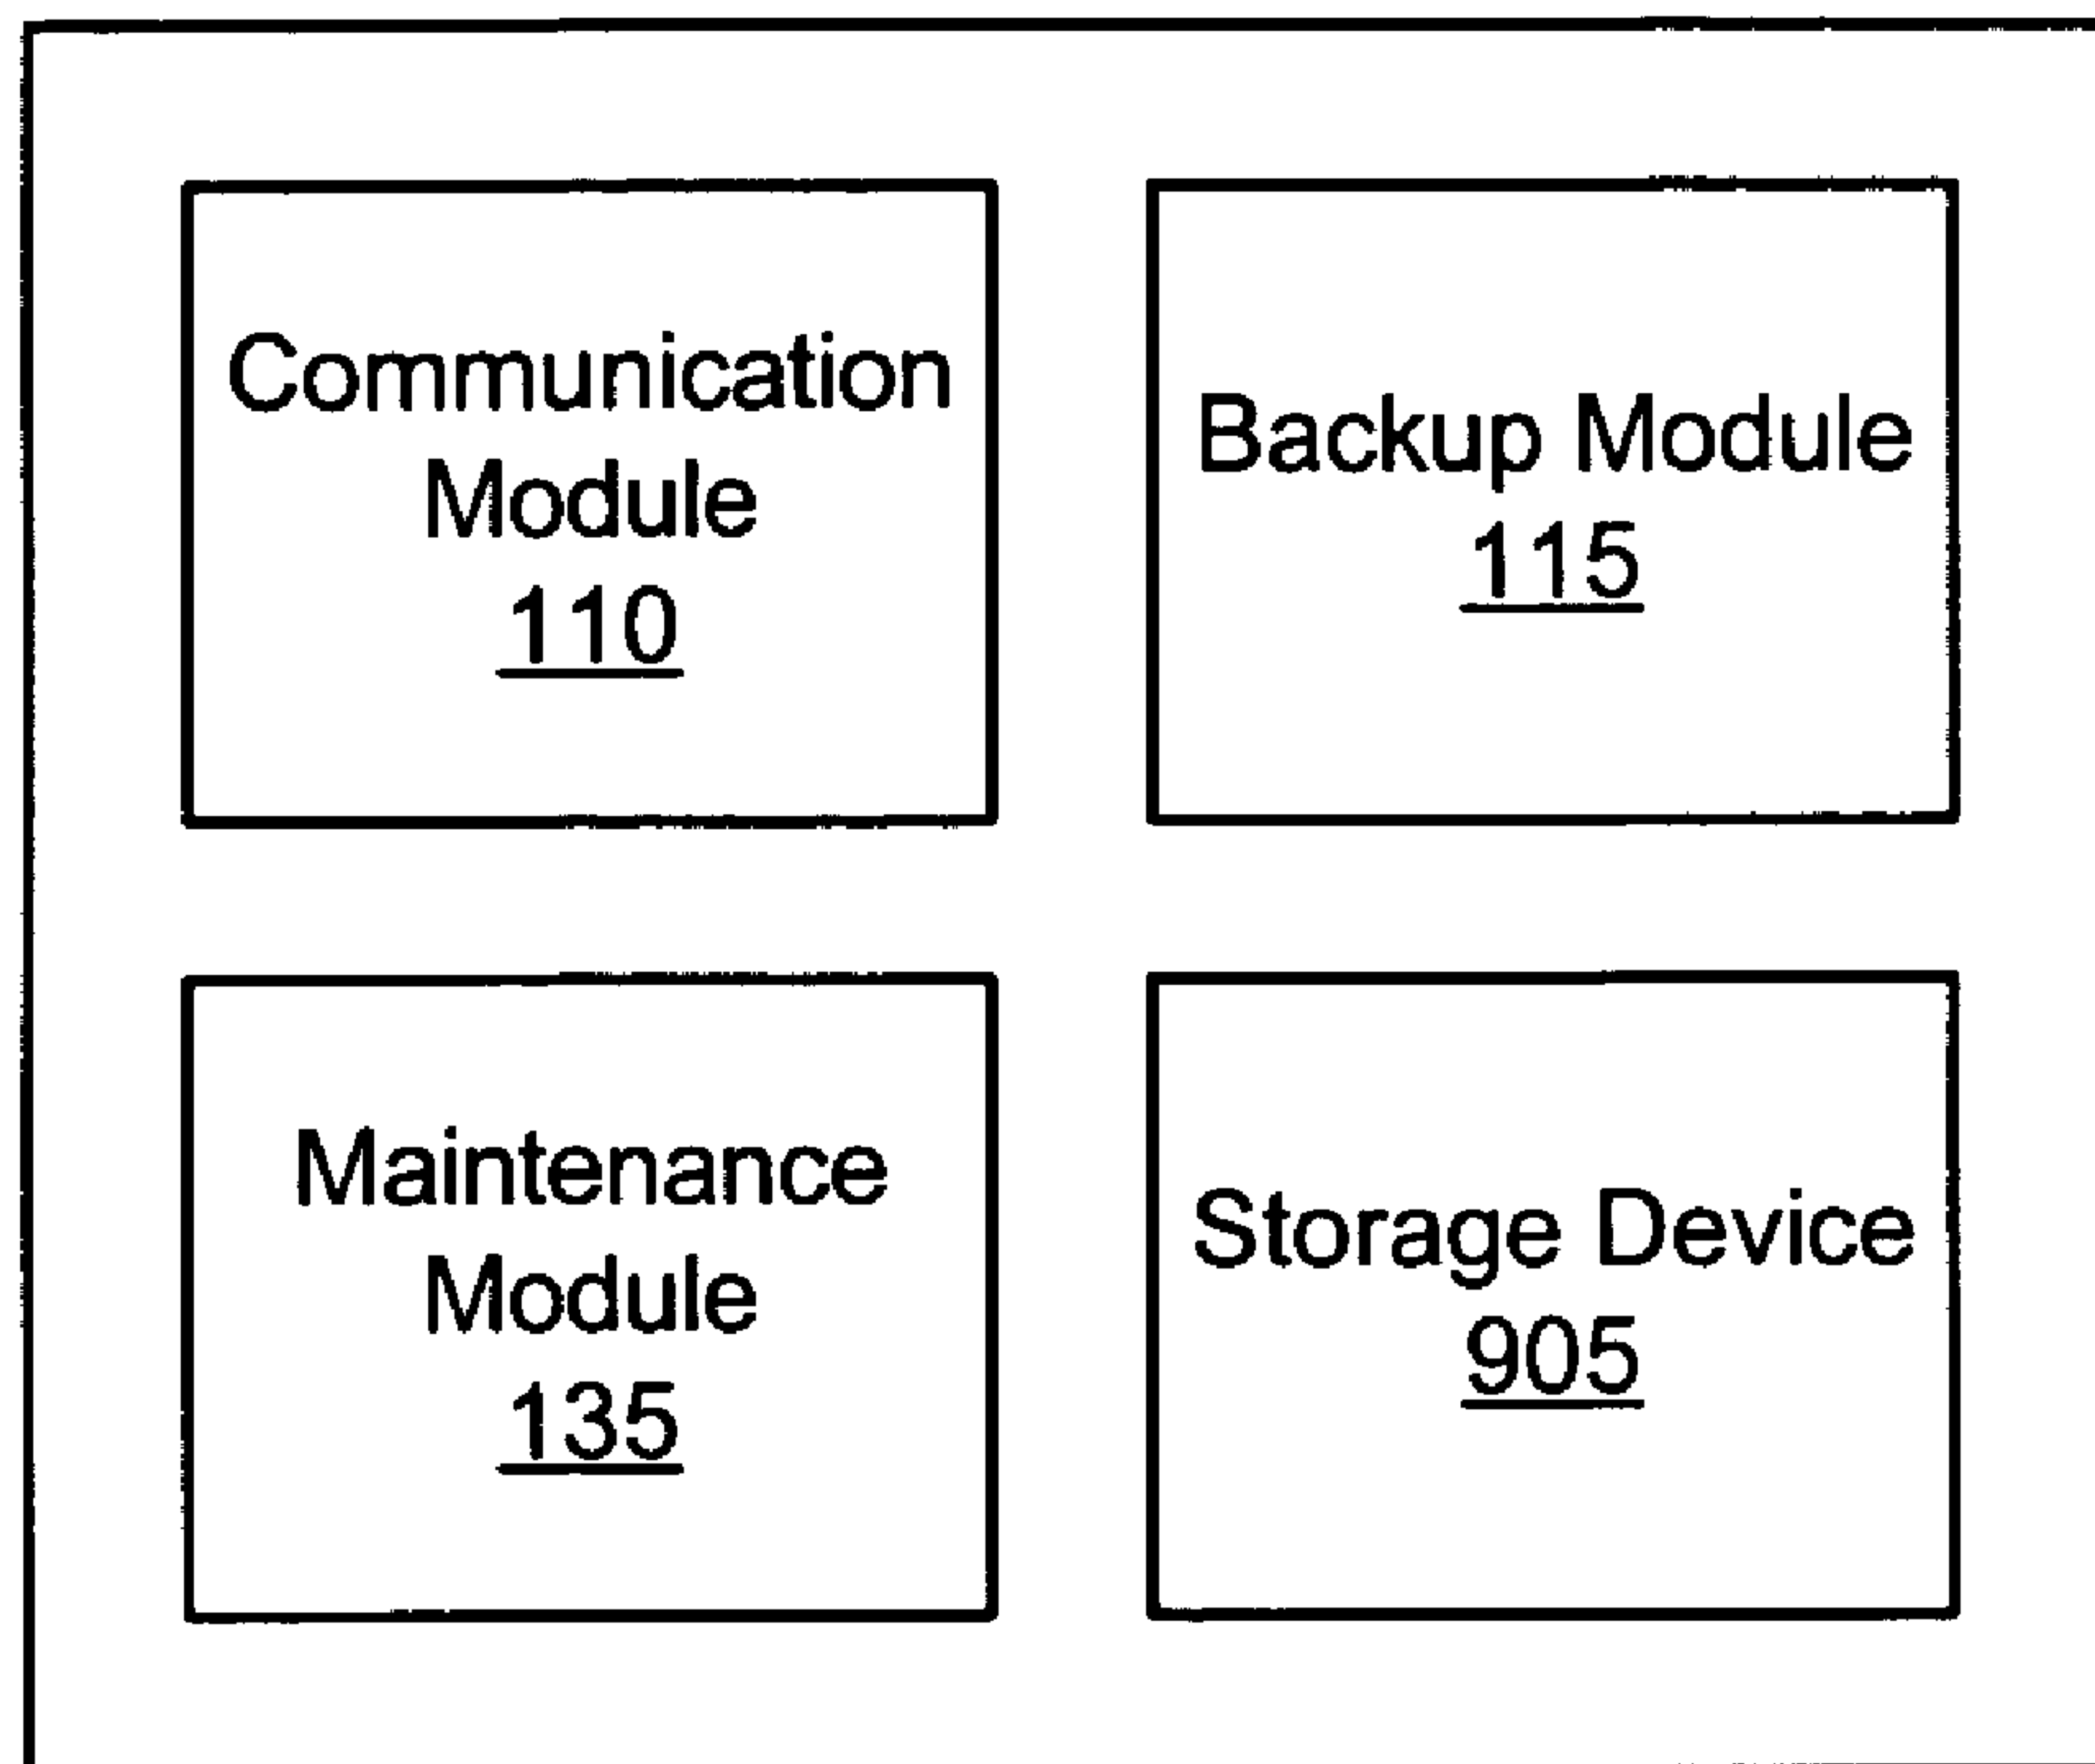 Communication
Module
110
Backup Module
115
Maintenance
Module
135
Storage Device
905